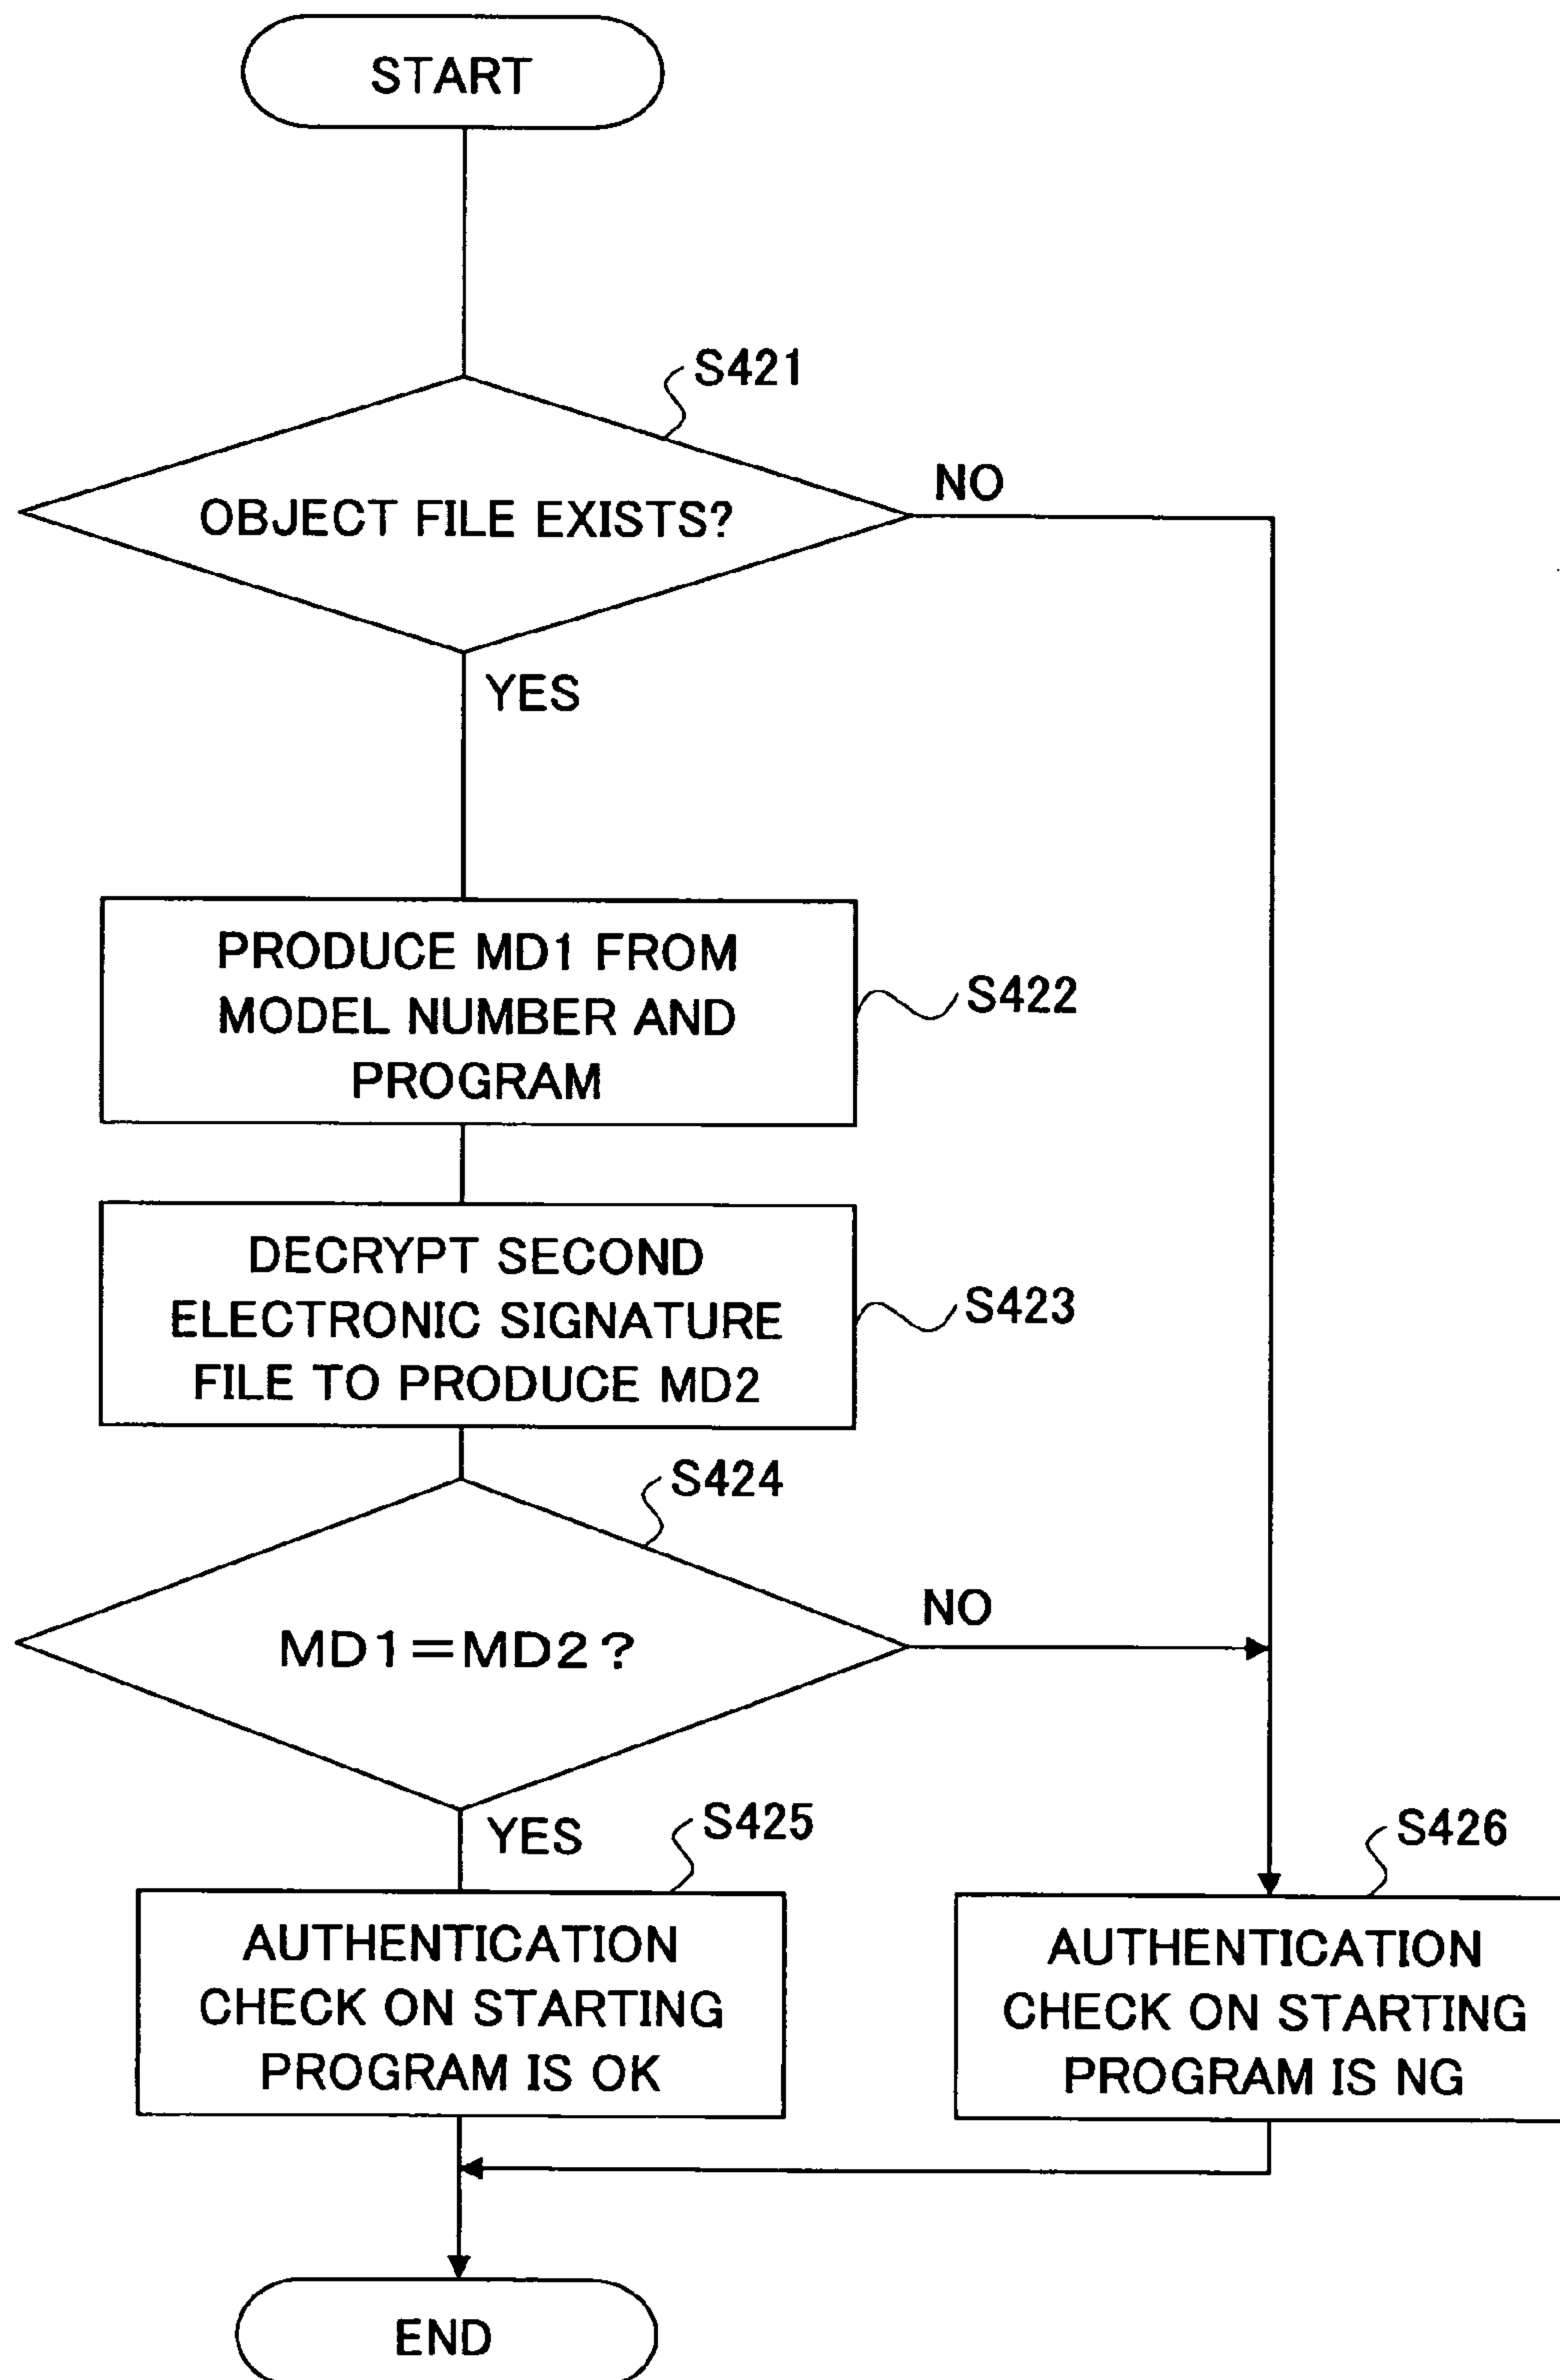 START
S421
OBJECT FILE EXISTS?
NO
YES
PRODUCE MD1 FROM
MODEL NUMBER AND
PROGRAM
S422
DECRYPT SECOND
ELECTRONIC SIGNATURE
FILE TO PRODUCE MD2
S423
S424
MD1=MD2?
NO
YES
S425
AUTHENTICATION
CHECK ON STARTING
PROGRAM IS OK
S426
AUTHENTICATION
CHECK ON STARTING
PROGRAM IS NG
END